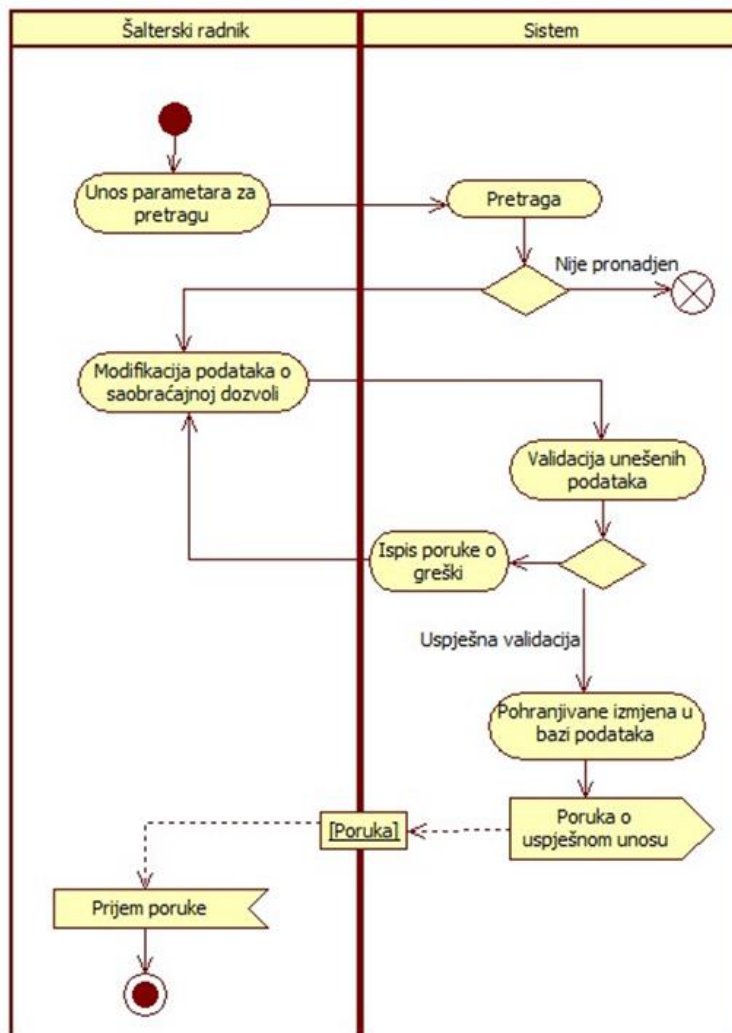 Šalterski radnik
Sistem
Unos parametara za
pretragu
Pretraga
Nije pronadjen
Modifikacija podataka o
saobraćajnoj dozvoli
Validacija unešenih
podataka
Ispis poruke o
greški
Uspješna validacija
Pohranjivane izmjena u
bazi podataka
Poruka o
uspješnom unosu
[Poruka]
Prijem poruke